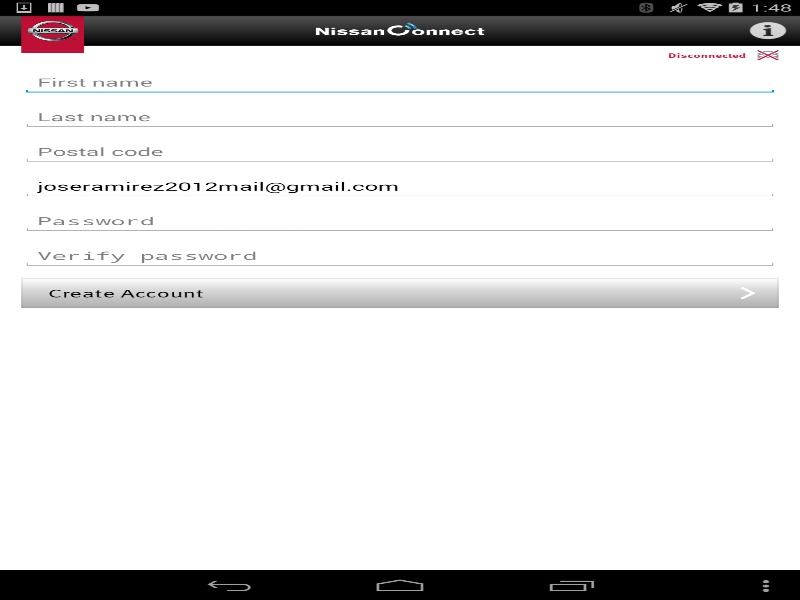 1:48
NISSAN
NissanConnect
Disconnected
First name
Last name
Postal code
joseramirez2012mail@gmail.com
Password
Verify password
Create Account